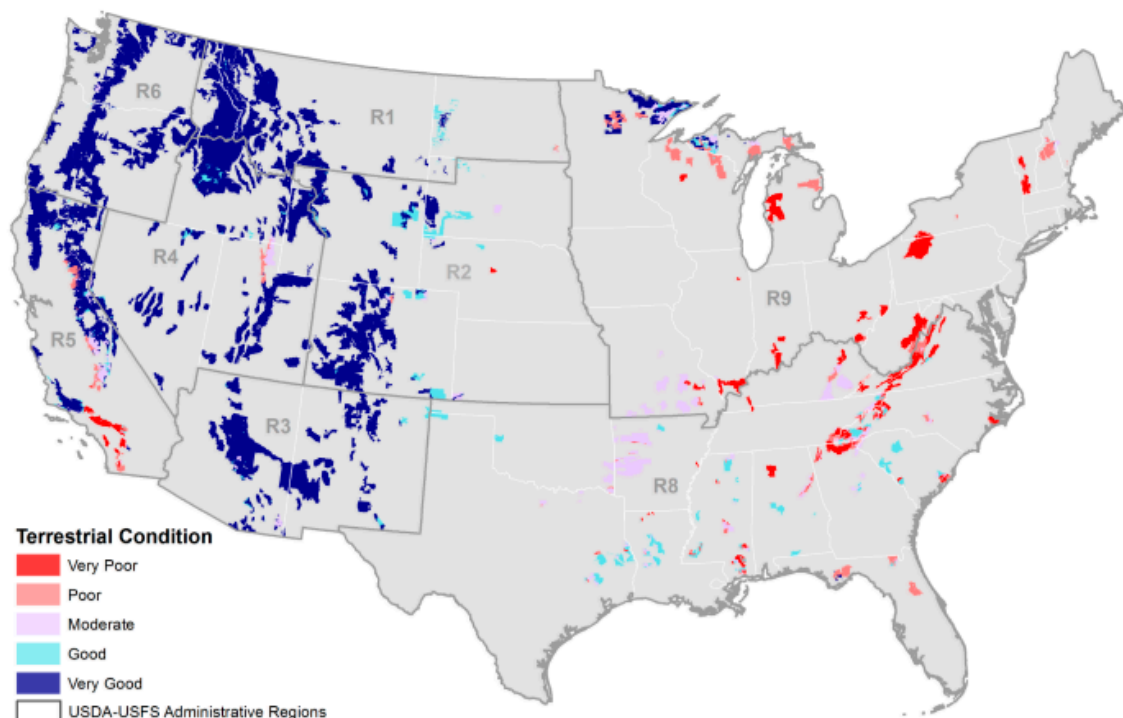 R6
R1
R4
R2
R9
R5
R3
R8
Terrestrial Condition
Very Poor
Poor
Moderate
Good
Very Good
USDA-USFS Administrative Regions